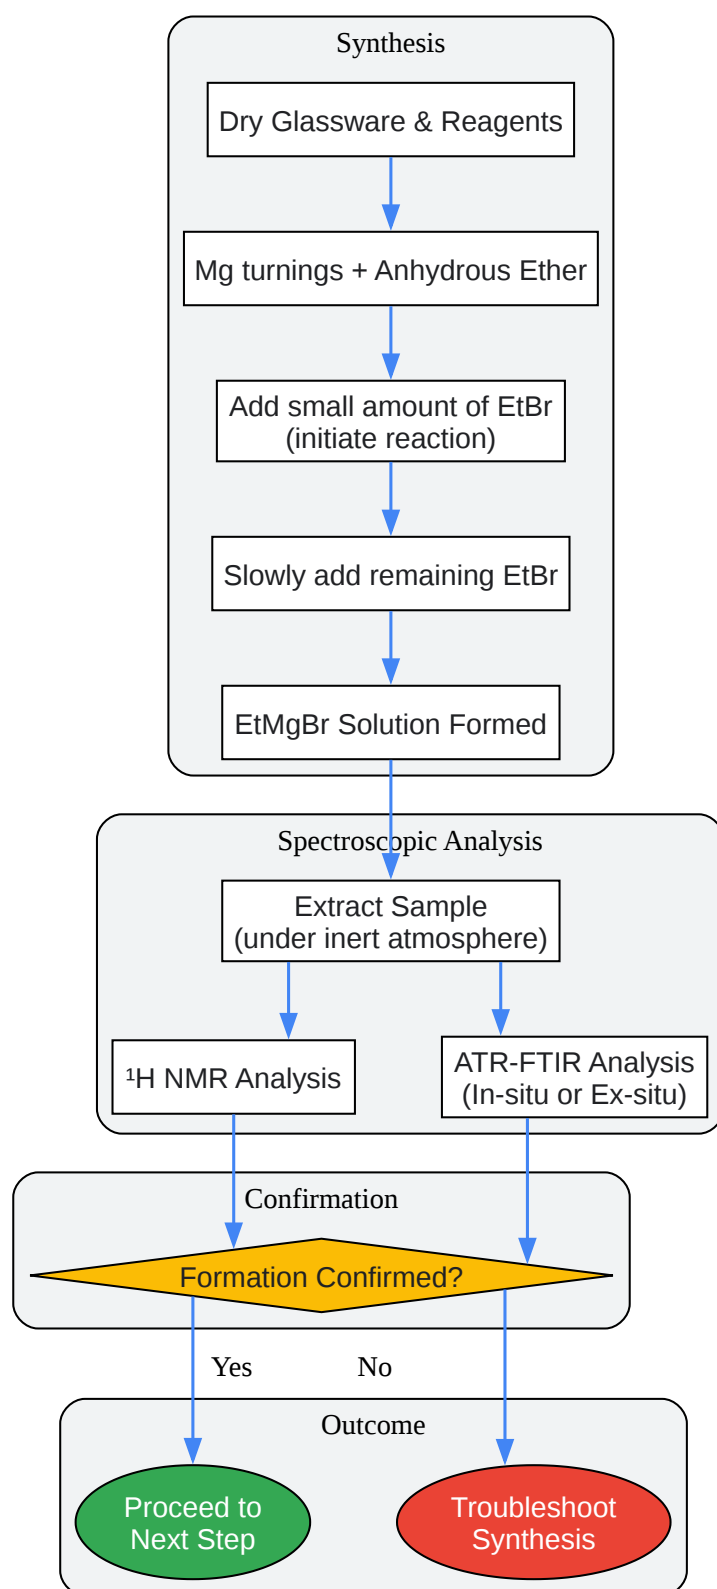 Synthesis
Dry Glassware & Reagents
Mg turnings + Anhydrous Ether
Add small amount of EtBr
(initiate reaction)
Slowly add remaining EtBr
EtMgBr Solution Formed
Spectroscopic Analysis
Extract Sample
(under inert atmosphere)
¹H NMR Analysis
ATR-FTIR Analysis
(In-situ or Ex-situ)
Confirmation
Formation Confirmed?
Yes
No
Outcome
Proceed to
Next Step
Troubleshoot
Synthesis